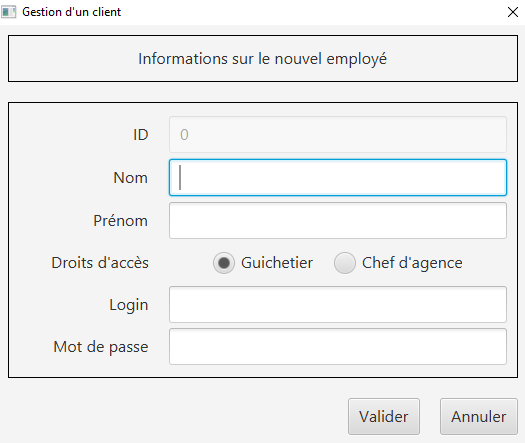 Gestion d'un client
Informations sur le nouvel employé
ID 0
Nom
Prénom
Droits d'accès Guichetier Chef d'agence
Login
Mot de passe
Valider Annuler